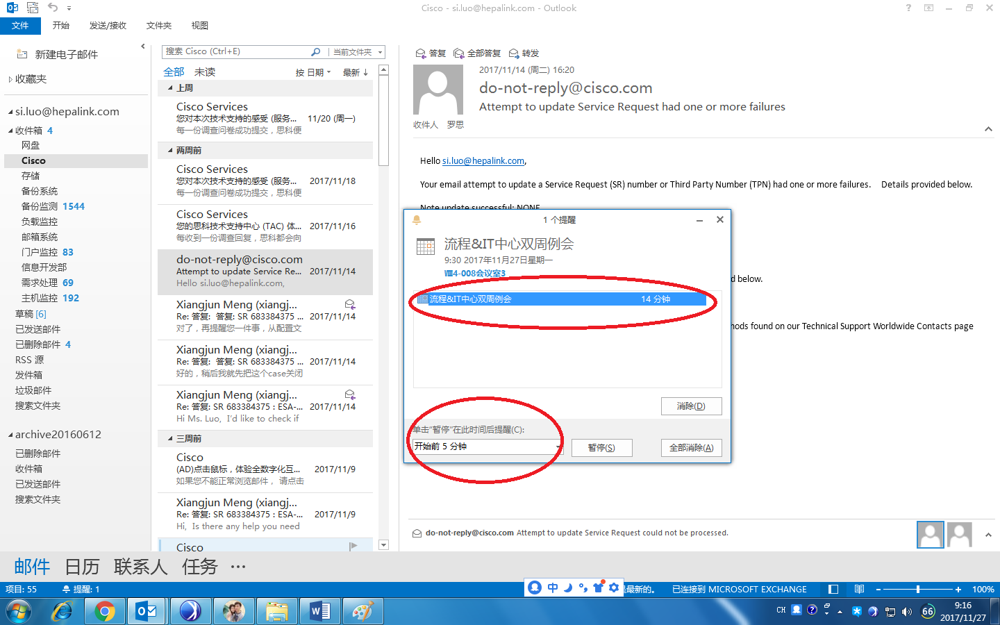 Cisco - si.luo@hepalink.com - Outlook
文件 开始 发送/接收 文件夹 视图
新建电子邮件
收藏夹
si.luo@hepalink.com
收件箱 4
网盘
Cisco
存储
备份系统
备份监测 1544
负载监控
邮箱系统
门户监控 83
信息开发部
需求处理 69
主机监控 192
草稿 [6]
已发送邮件
已删除邮件 4
RSS 源
发件箱
垃圾邮件
搜索文件夹
archive20160612
已删除邮件
收件箱
已发送邮件
搜索文件夹
搜索 Cisco (Ctrl+E) 当前文件夹
全部 未读 按 日期 最新 ↓
上周
Cisco Services
您对本次技术支持的感受 (服务... 11/20 (周一)
每一份调查问卷成功提交，思科便
两周前
Cisco Services
您对本次技术支持的感受 (服务... 2017/11/18
每一份调查问卷成功提交，思科便
Cisco Services
您的思科技术支持中心 (TAC) 体... 2017/11/16
每收到一份调查回复，思科都会向
do-not-reply@cisco.com
Attempt to update Service Re... 2017/11/14
Hello si.luo@hepalink.com,
Xiangjun Meng (xiangj...
Re: 答复: SR 683384375 : ESA-... 2017/11/14
对了，再提醒您一件事，从配置文
Xiangjun Meng (xiangj...
Re: 答复: 答复: SR 683384375 ... 2017/11/14
好的，稍后我就先把这个case关闭
Xiangjun Meng (xiangj...
Re: 答复: SR 683384375 : ESA-... 2017/11/14
Hi Ms. Luo, I'd like to check if
三周前
Cisco
(AD)点击鼠标，体验全数字化互... 2017/11/9
如果您不能正常浏览邮件， 请点击
Xiangjun Meng (xiangj...
Re: 答复: SR 683384375 : ESA-... 2017/11/9
Hi, Is there any help you need
Cisco
答复 全部答复 转发
2017/11/14 (周二) 16:20
do-not-reply@cisco.com
Attempt to update Service Request had one or more failures
收件人 罗思
Hello si.luo@hepalink.com,
Your email attempt to update a Service Request (SR) number or Third Party Number (TPN) had one or more failures. Details provided below.
Note update successful: NONE
d below.
hods found on our Technical Support Worldwide Contacts page
1 个提醒
流程&IT中心双周例会
9:30 2017年11月27日星期一
Ⅷ4-008会议室3
流程&IT中心双周例会 14 分钟
消除(D)
单击“暂停”在此时间后提醒(C):
开始前 5 分钟 暂停(S) 全部消除(A)
do-not-reply@cisco.com Attempt to update Service Request could not be processed.
邮件 日历 联系人 任务 ···
项目: 55 提醒: 1 是最新的。 已连接到 MICROSOFT EXCHANGE 100%
中
CH 66 9:16
2017/11/27